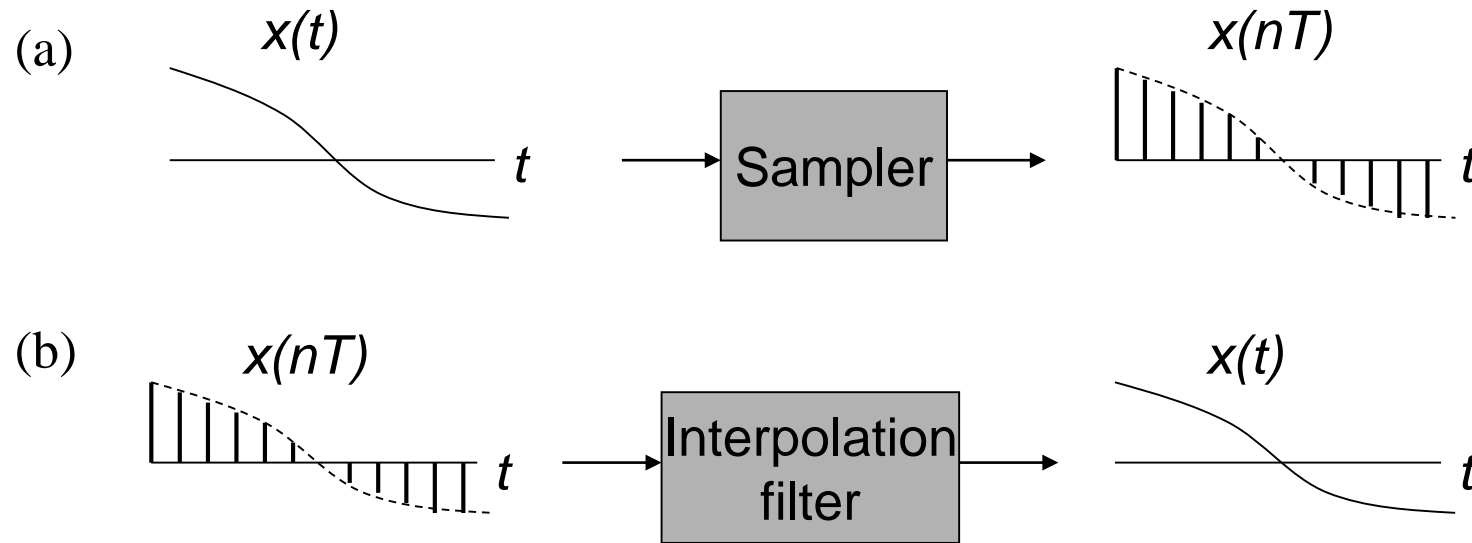 (a)
x(t)
t
Sampler
x(nT)
t
(b)
x(nT)
t
Interpolation
filter
x(t)
t